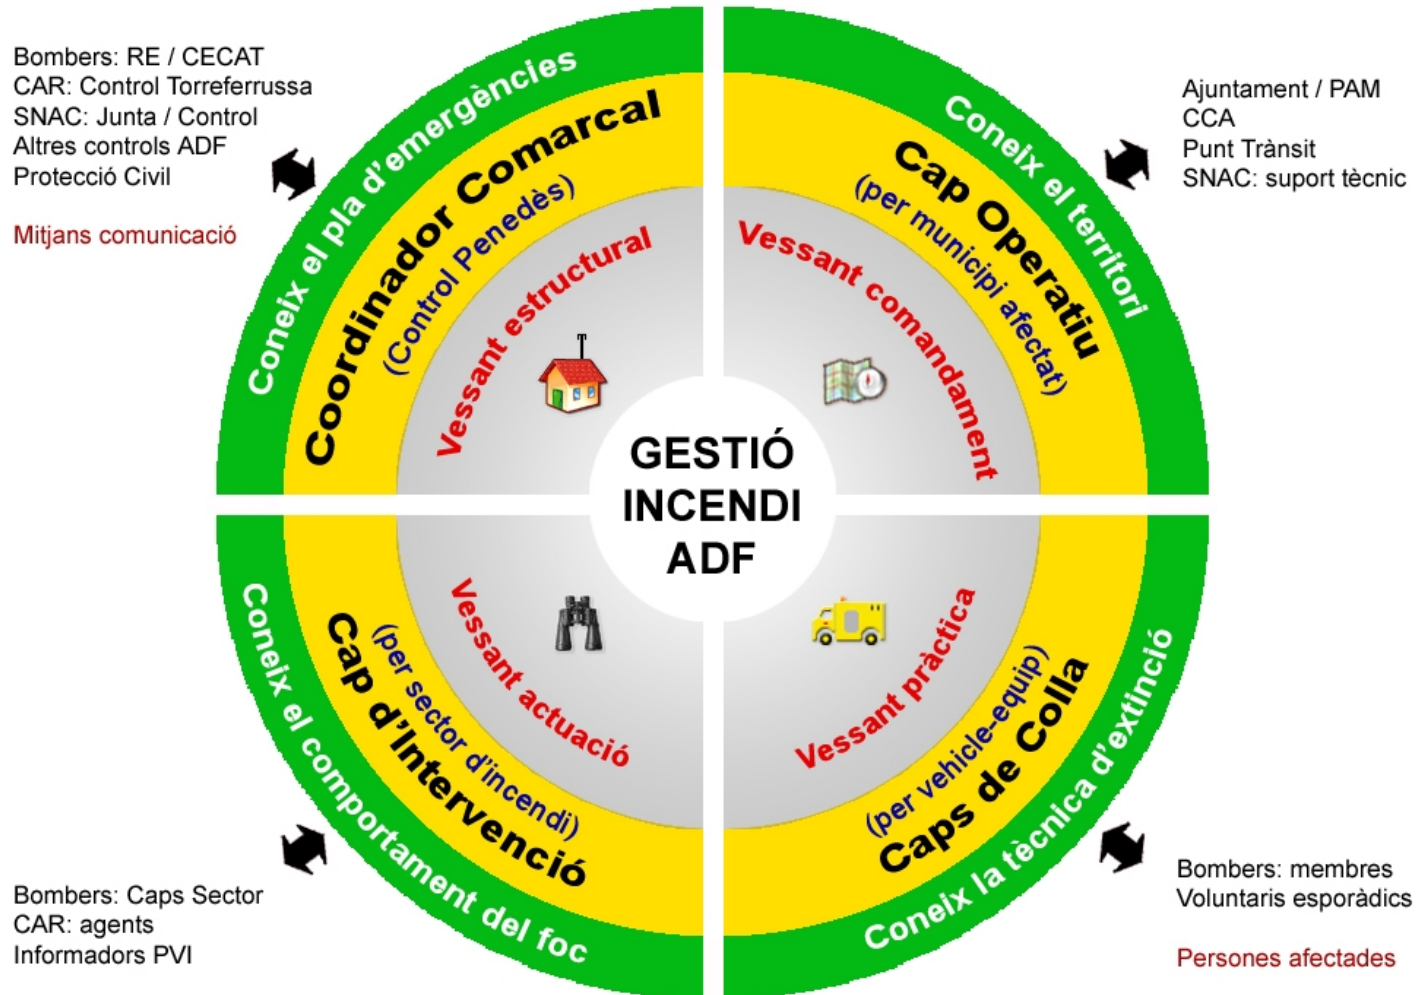 Bombers: RE / CECAT
CAR: Control Torreferrussa
SNAC: Junta / Control
Altres controls ADF
Protecció Civil
Mitjans comunicació
Coneix el pla d'emergències
Coordinador Comarcal
(Control Penedès)
Vessant estructural
Ajuntament / PAM
CCA
Punt Trànsit
SNAC: suport tècnic
Coneix el territori
Cap Operatiu
(per municipi afectat)
Vessant comandament
GESTIÓ
INCENDI
ADF
Vessant actuació
(per sector d'incendi)
Cap d'Intervenció
Coneix el comportament del foc
Bombers: Caps Sector
CAR: agents
Informadors PVI
Vessant pràctica
(per vehicle-equip)
Caps de Colla
Coneix la tècnica d'extinció
Bombers: membres
Voluntaris esporàdics
Persones afectades